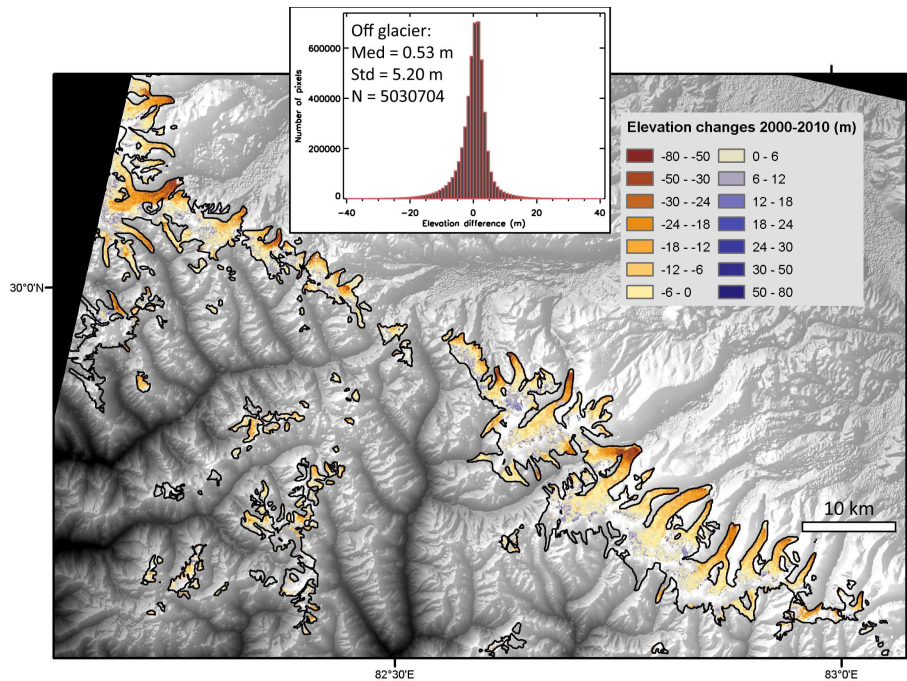 Off glacier:
Med = 0.53 m
Std = 5.20 m
N = 5030704
Number of pixels
600000
400000
200000
0
-40
-20
0
20
40
Elevation difference (m)
Elevation changes 2000-2010 (m)
-80 - -50
0 - 6
-50 - -30
6 - 12
-30 - -24
12 - 18
-24 - -18
18 - 24
-18 - -12
24 - 30
-12 - -6
30 - 50
-6 - 0
50 - 80
30°0'N
10 km
82°30'E
83°0'E